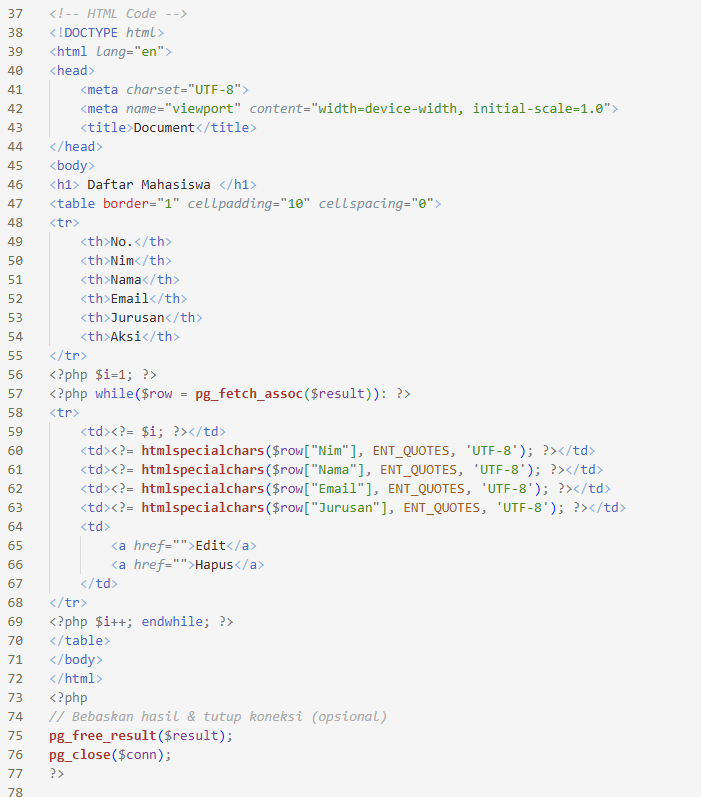 37 <!-- HTML Code -->
38 <!DOCTYPE html>
39 <html lang="en">
40 <head>
41     <meta charset="UTF-8">
42     <meta name="viewport" content="width=device-width, initial-scale=1.0">
43     <title>Document</title>
44 </head>
45 <body>
46 <h1> Daftar Mahasiswa </h1>
47 <table border="1" cellpadding="10" cellspacing="0">
48 <tr>
49     <th>No.</th>
50     <th>Nim</th>
51     <th>Nama</th>
52     <th>Email</th>
53     <th>Jurusan</th>
54     <th>Aksi</th>
55 </tr>
56 <?php $i=1; ?>
57 <?php while($row = pg_fetch_assoc($result)): ?>
58 <tr>
59     <td><?= $i; ?></td>
60     <td><?= htmlspecialchars($row["Nim"], ENT_QUOTES, 'UTF-8'); ?></td>
61     <td><?= htmlspecialchars($row["Nama"], ENT_QUOTES, 'UTF-8'); ?></td>
62     <td><?= htmlspecialchars($row["Email"], ENT_QUOTES, 'UTF-8'); ?></td>
63     <td><?= htmlspecialchars($row["Jurusan"], ENT_QUOTES, 'UTF-8'); ?></td>
64     <td>
65         <a href="">Edit</a>
66         <a href="">Hapus</a>
67     </td>
68 </tr>
69 <?php $i++; endwhile; ?>
70 </table>
71 </body>
72 </html>
73 <?php
74 // Bebaskan hasil & tutup koneksi (opsional)
75 pg_free_result($result);
76 pg_close($conn);
77 ?>
78